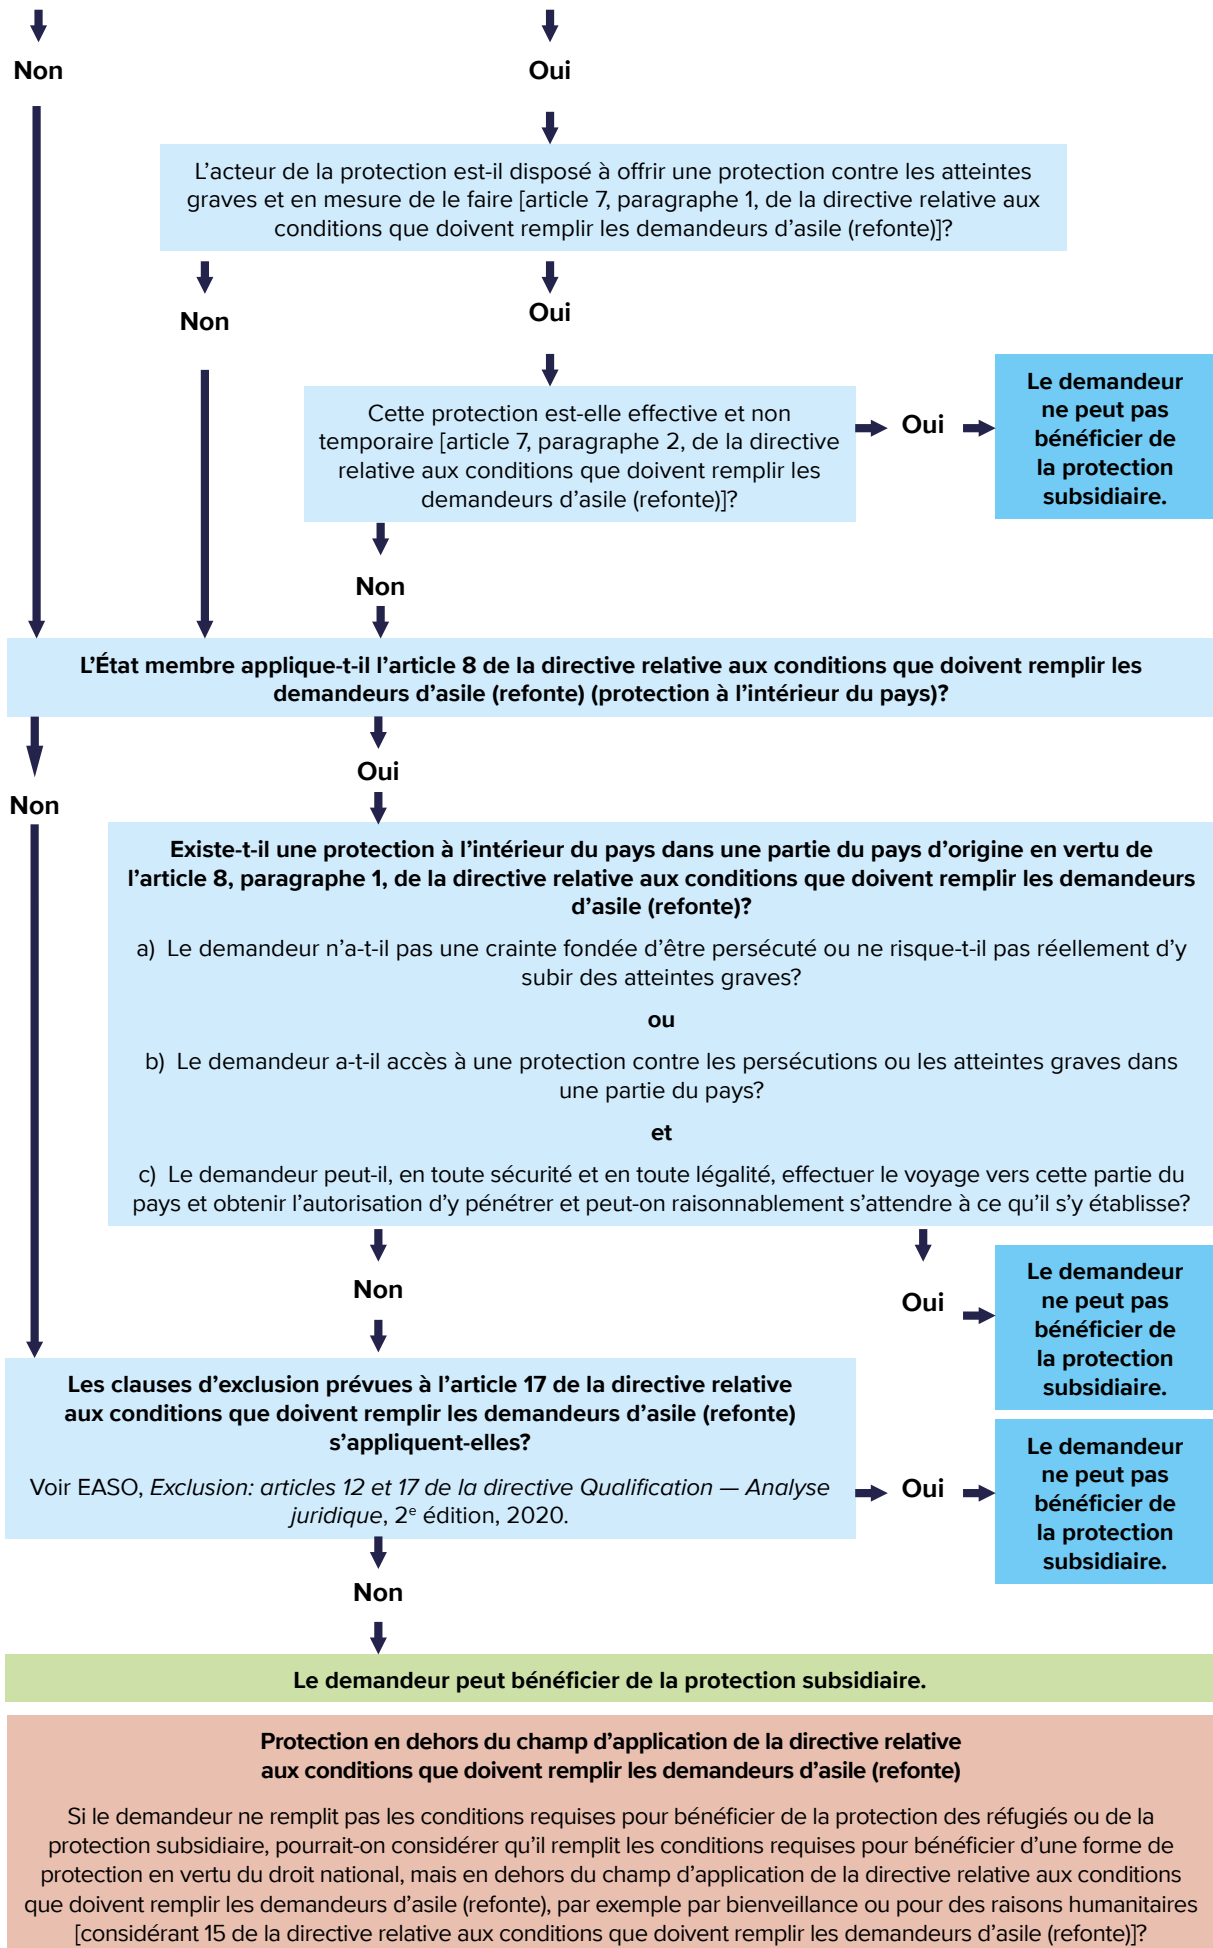 Non
Oui
L’acteur de la protection est-il disposé à offrir une protection contre les atteintes
graves et en mesure de le faire [article 7, paragraphe 1, de la directive relative aux
conditions que doivent remplir les demandeurs d’asile (refonte)]?
Non
Oui
Cette protection est-elle effective et non
temporaire [article 7, paragraphe 2, de la directive
relative aux conditions que doivent remplir les
demandeurs d’asile (refonte)]?
Oui
Le demandeur
ne peut pas
bénéficier de
la protection
subsidiaire.
Non
L’État membre applique-t-il l’article 8 de la directive relative aux conditions que doivent remplir les
demandeurs d’asile (refonte) (protection à l’intérieur du pays)?
Oui
Non
Existe-t-il une protection à l’intérieur du pays dans une partie du pays d’origine en vertu de
l’article 8, paragraphe 1, de la directive relative aux conditions que doivent remplir les demandeurs
d’asile (refonte)?
a) Le demandeur n’a-t-il pas une crainte fondée d’être persécuté ou ne risque-t-il pas réellement d’y
subir des atteintes graves?
ou
b) Le demandeur a-t-il accès à une protection contre les persécutions ou les atteintes graves dans
une partie du pays?
et
c) Le demandeur peut-il, en toute sécurité et en toute légalité, effectuer le voyage vers cette partie du
pays et obtenir l’autorisation d’y pénétrer et peut-on raisonnablement s’attendre à ce qu’il s’y établisse?
Non
Oui
Le demandeur
ne peut pas
bénéficier de
la protection
subsidiaire.
Les clauses d’exclusion prévues à l’article 17 de la directive relative
aux conditions que doivent remplir les demandeurs d’asile (refonte)
s’appliquent-elles?
Voir EASO, Exclusion: articles 12 et 17 de la directive Qualification — Analyse
juridique, 2e édition, 2020.
Oui
Le demandeur
ne peut pas
bénéficier de
la protection
subsidiaire.
Non
Le demandeur peut bénéficier de la protection subsidiaire.
Protection en dehors du champ d’application de la directive relative
aux conditions que doivent remplir les demandeurs d’asile (refonte)
Si le demandeur ne remplit pas les conditions requises pour bénéficier de la protection des réfugiés ou de la
protection subsidiaire, pourrait-on considérer qu’il remplit les conditions requises pour bénéficier d’une forme de
protection en vertu du droit national, mais en dehors du champ d’application de la directive relative aux conditions
que doivent remplir les demandeurs d’asile (refonte), par exemple par bienveillance ou pour des raisons humanitaires
[considérant 15 de la directive relative aux conditions que doivent remplir les demandeurs d’asile (refonte)]?